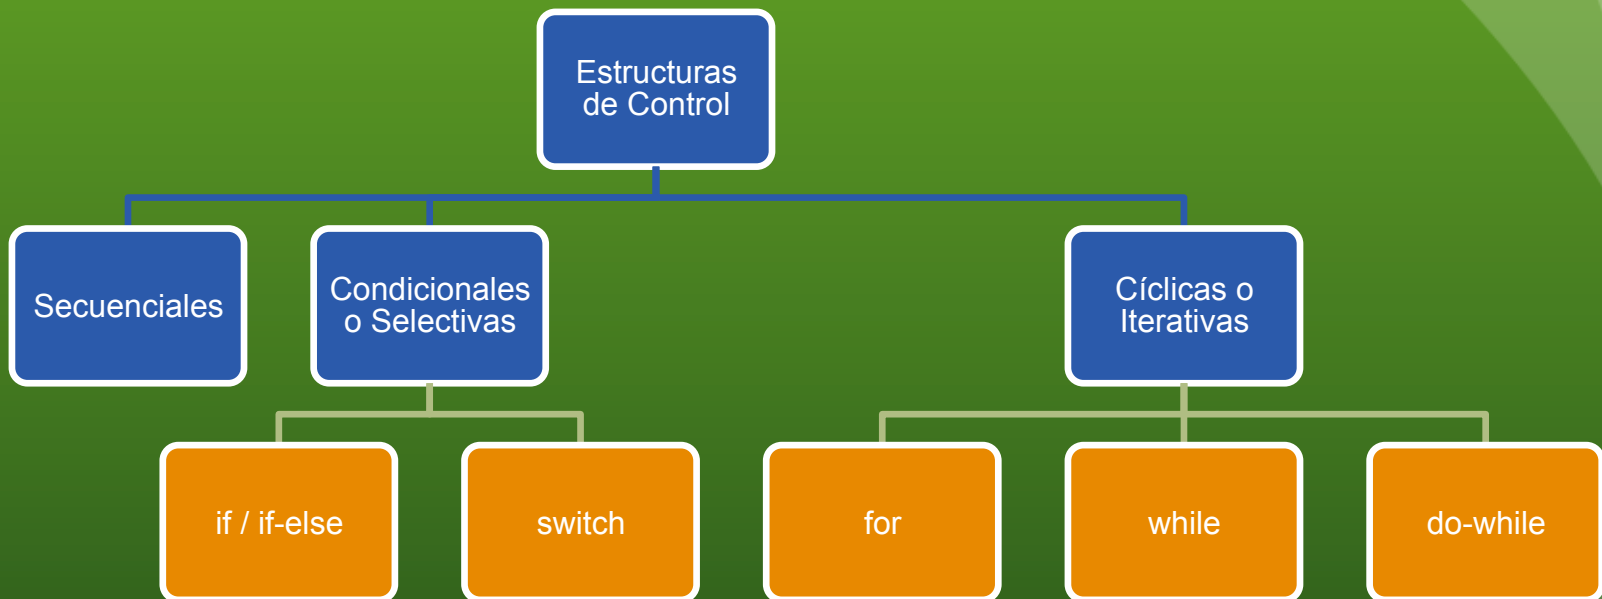 Estructuras
de Control
Secuenciales
Condicionales
o Selectivas
Cíclicas o
Iterativas
if / if-else
switch
for
while
do-while